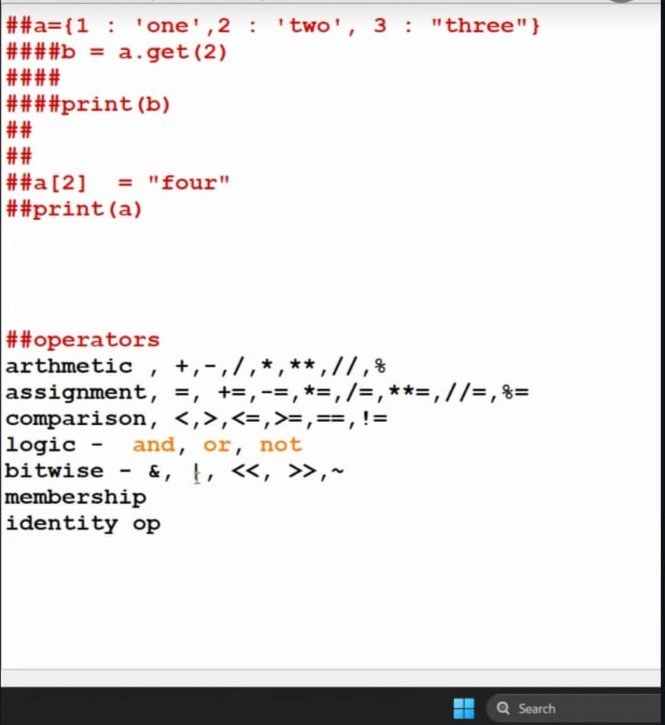 ##a={1 : 'one',2 : 'two', 3 : "three"}
####b = a.get(2)
####
####print(b)
##
##
##a[2]  = "four"
##print(a)
##operators
arthmetic , +,-,/,*,**,//,%
assignment, =, +=,-=,*=,/=,**=,//=,%=
comparison, <,>,<=,>=,==,!=
logic -  and, or, not
bitwise - &, |, <<, >>,~
membership
identity op
Search